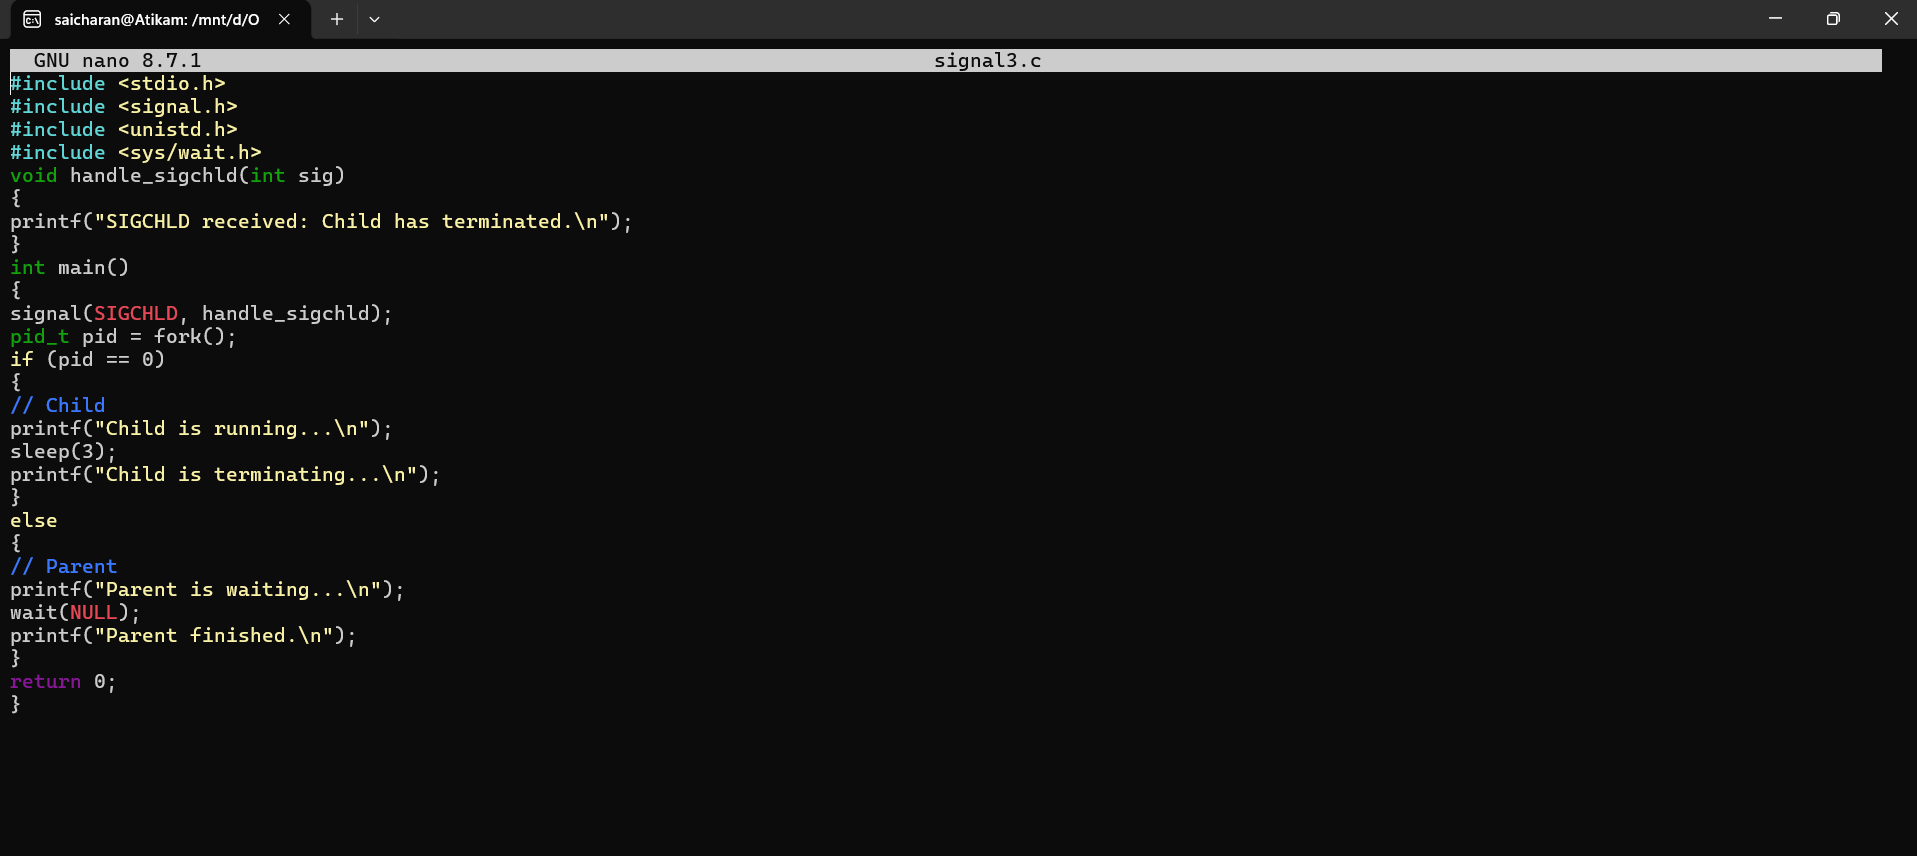 saicharan@Atikam: /mnt/d/O
GNU nano 8.7.1 signal3.c
#include <stdio.h>
#include <signal.h>
#include <unistd.h>
#include <sys/wait.h>
void handle_sigchld(int sig)
{
printf("SIGCHLD received: Child has terminated.\n");
}
int main()
{
signal(SIGCHLD, handle_sigchld);
pid_t pid = fork();
if (pid == 0)
{
// Child
printf("Child is running...\n");
sleep(3);
printf("Child is terminating...\n");
}
else
{
// Parent
printf("Parent is waiting...\n");
wait(NULL);
printf("Parent finished.\n");
}
return 0;
}